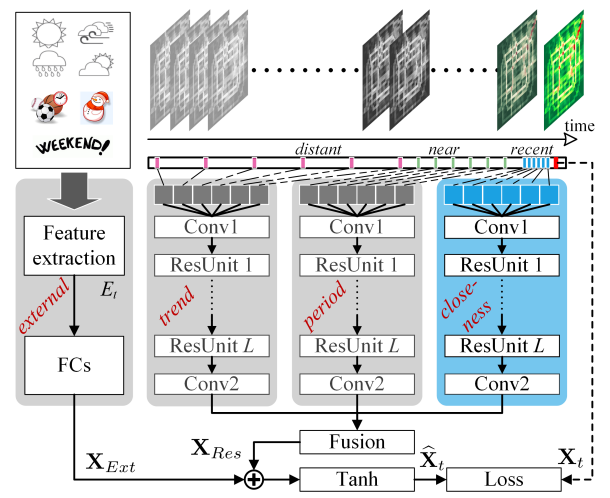 WEEKEND!
time
distant
near
recent
Feature
extraction
E_t
external
FCs
Conv1
ResUnit 1
trend
ResUnit L
Conv2
Conv1
ResUnit 1
period
ResUnit L
Conv2
Conv1
ResUnit 1
close-
ness
ResUnit L
Conv2
Fusion
X_Ext
X_Res
Tanh
X̂_t
Loss
X_t